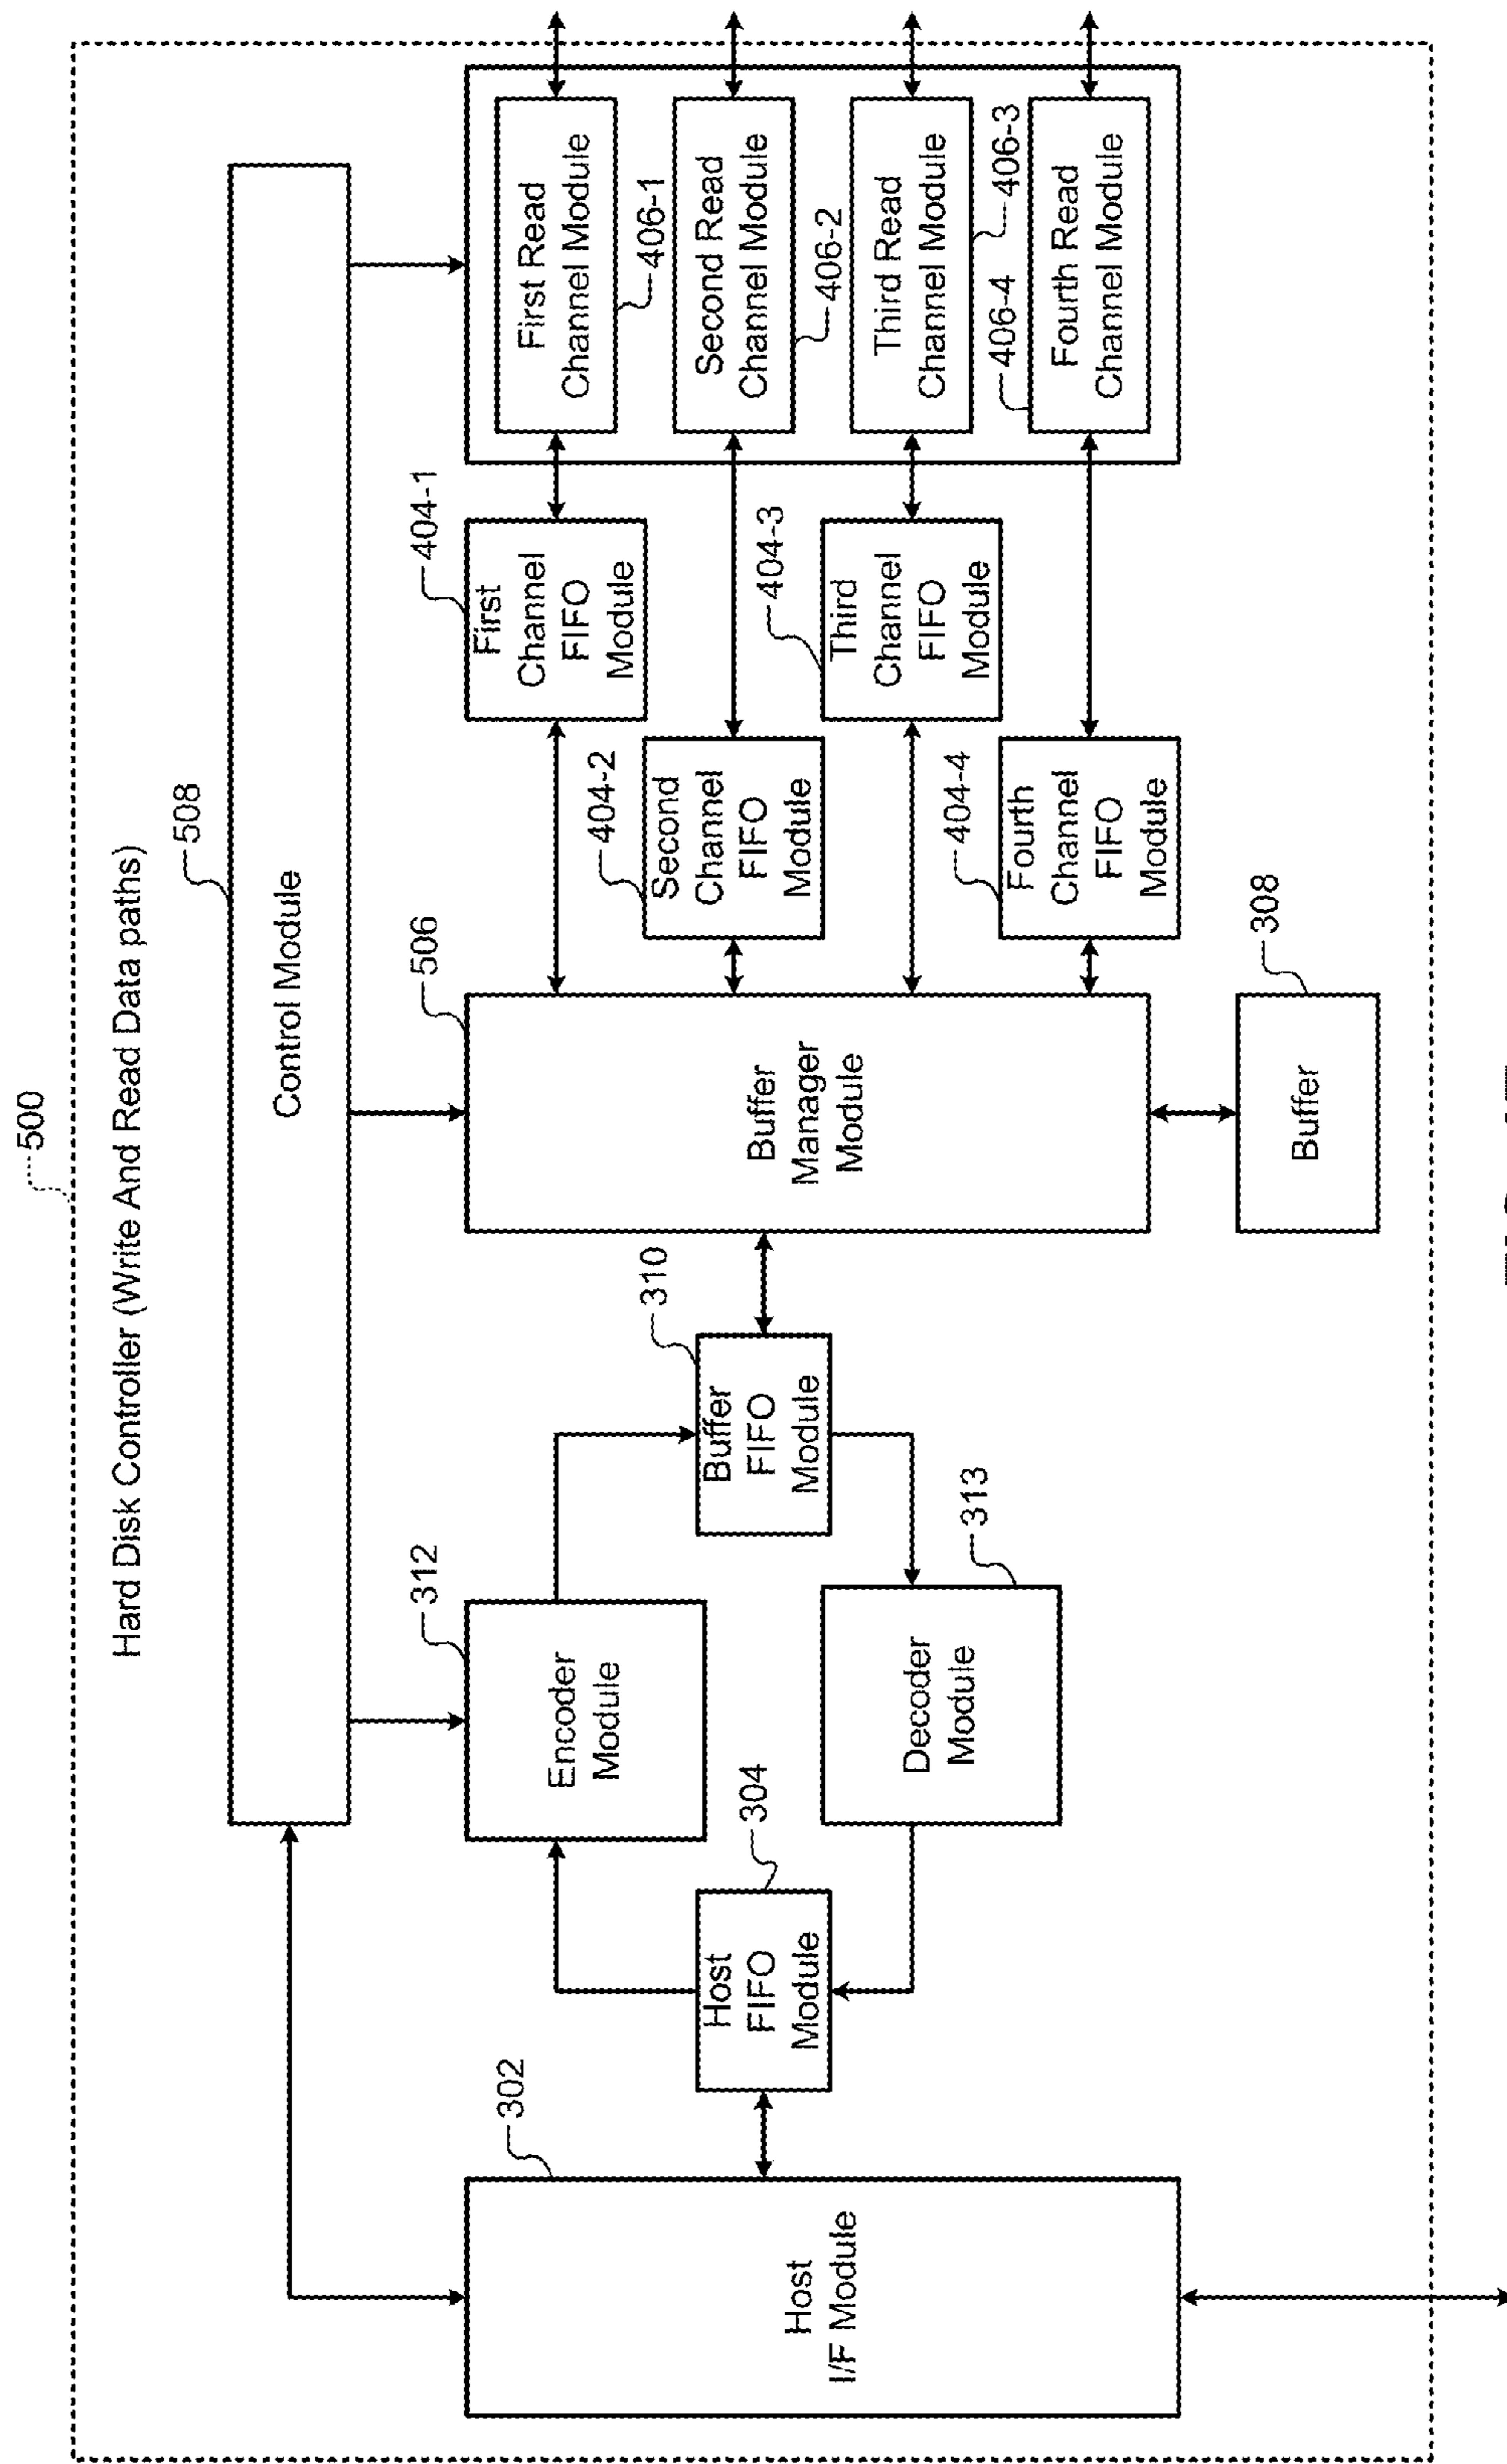 500
Hard Disk Controller (Write And Read Data paths)
508
Control Module
302
Host
I/F Module
304
Host
FIFO
Module
312
Encoder
Module
Decoder
Module
313
310
Buffer
FIFO
Module
506
Buffer
Manager
Module
Buffer
308
404-1
First
Channel
FIFO
Module
404-2
Second
Channel
FIFO
Module
404-3
Third
Channel
FIFO
Module
404-4
Fourth
Channel
FIFO
Module
First Read
Channel Module
406-1
Second Read
Channel Module
406-2
Third Read
Channel Module
406-3
406-4
Fourth Read
Channel Module